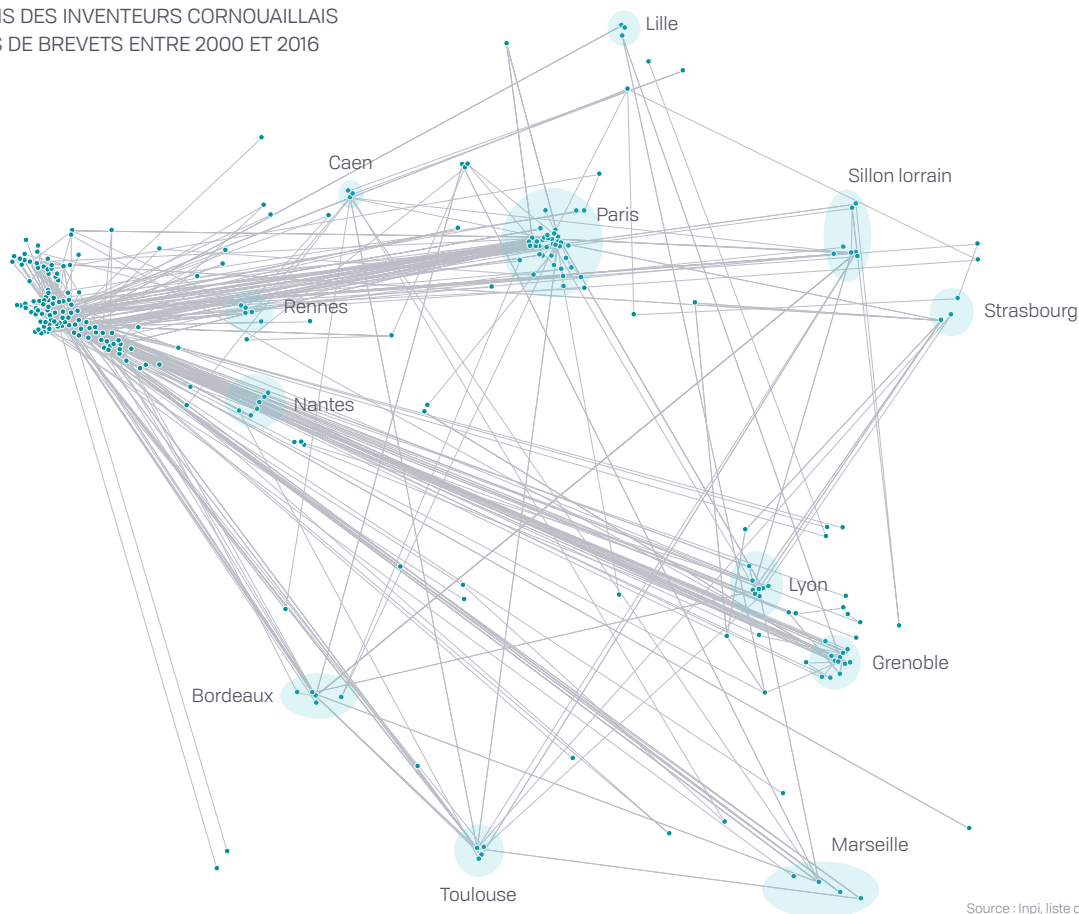 DES INVENTEURS CORNOUAILLAIS
DE BREVETS ENTRE 2000 ET 2016
Lille
Caen
Sillon lorrain
Paris
Rennes
Strasbourg
Nantes
Lyon
Grenoble
Bordeaux
Marseille
Toulouse
Source : Inpi, liste